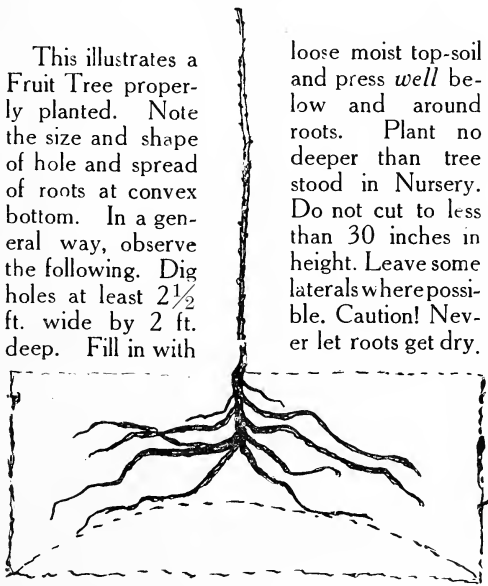 This illustrates a
Fruit Tree proper-
ly planted. Note
the size and shape
of hole and spread
of roots at convex
bottom. In a gen-
eral way, observe
the following. Dig
holes at least 2½
ft. wide by 2 ft.
deep. Fill in with
loose moist top-soil
and press well be-
low and around
roots. Plant no
deeper than tree
stood in Nursery.
Do not cut to less
than 30 inches in
height. Leave some
laterals where possi-
ble. Caution! Nev-
er let roots get dry.